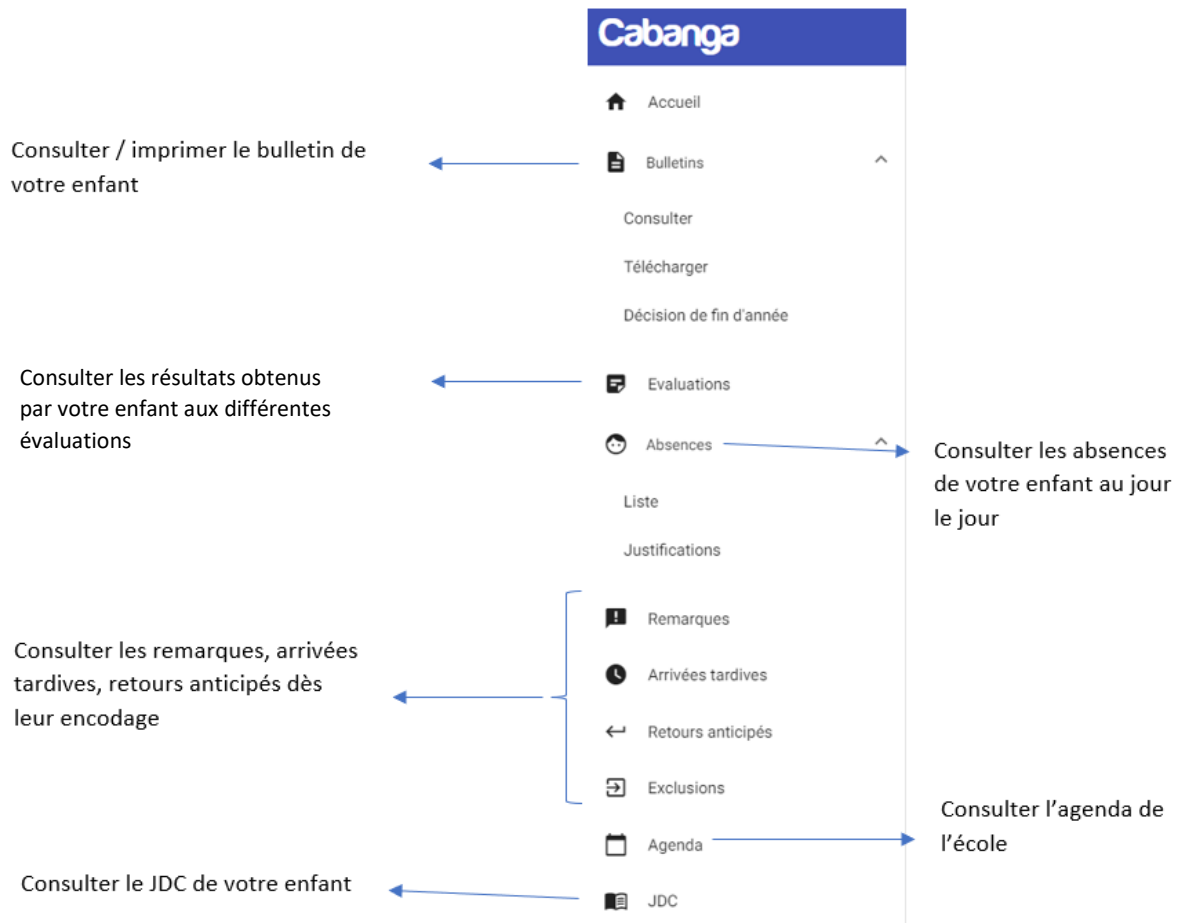 Cabanga
Accueil
Consulter / imprimer le bulletin de
votre enfant
Bulletins
Consulter
Télécharger
Décision de fin d'année
Consulter les résultats obtenus
par votre enfant aux différentes
évaluations
Evaluations
Absences
Consulter les absences
de votre enfant au jour
le jour
Liste
Justifications
Consulter les remarques, arrivées
tardives, retours anticipés dès
leur encodage
Remarques
Arrivées tardives
Retours anticipés
Exclusions
Agenda
Consulter l’agenda de
l’école
Consulter le JDC de votre enfant
JDC